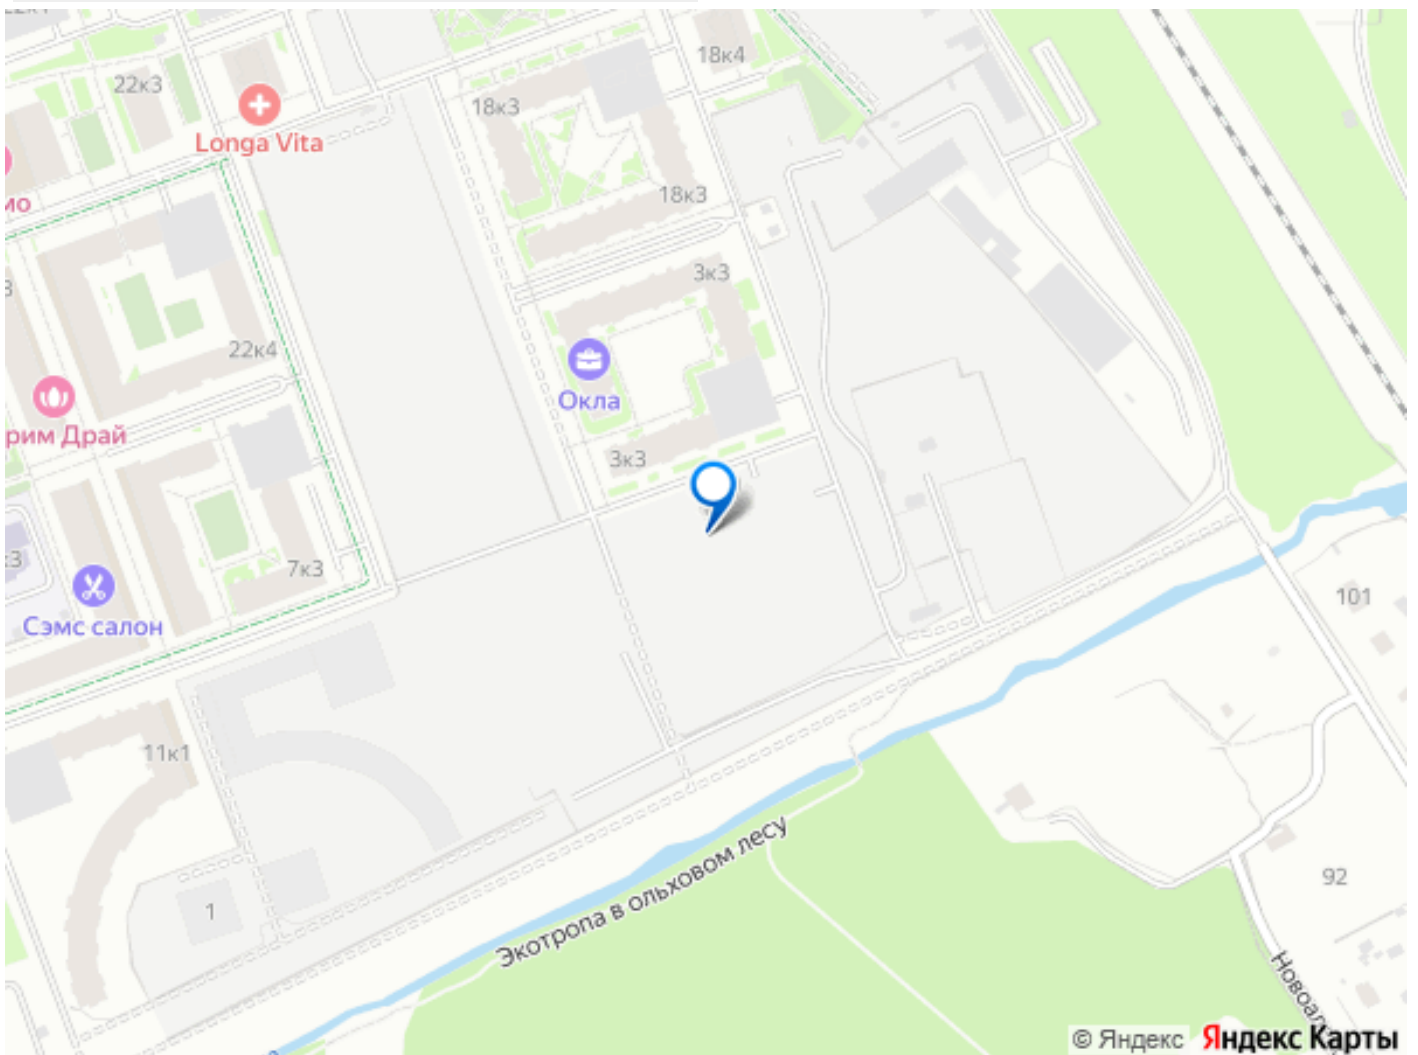 22к3
18к4
18к3
Longa Vita
18к3
3к3
22к4
Окла
рим Драй
3к3
7к3
101
Сэмс салон
11к1
92
1
Экотропа в ольховом лесу
© Яндекс Яндекс Карты